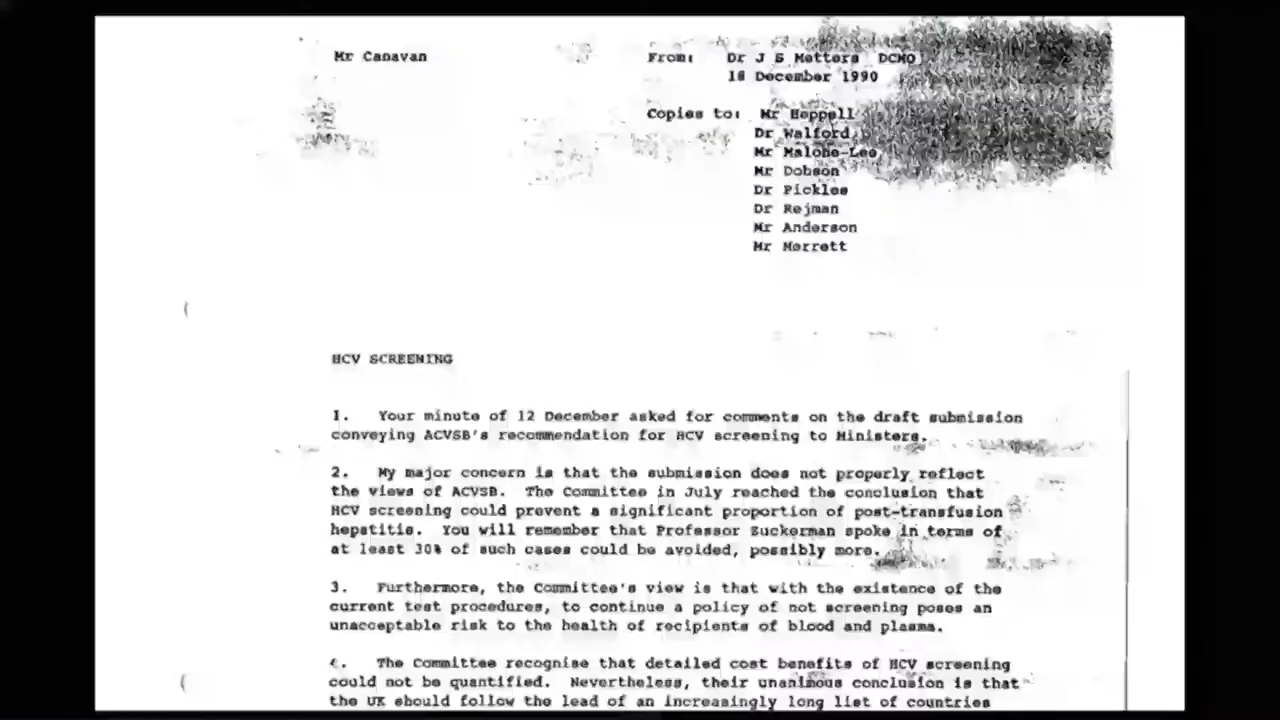 Mr Canavan
From: Dr J S Metters DCMO
18 December 1990
Copies to: Mr Heppell
Dr Walford
Mr Malone-Lee
Mr Dobson
Dr Pickles
Dr Rejman
Mr Anderson
Mr Merrett
HCV SCREENING
1. Your minute of 12 December asked for comments on the draft submission
conveying ACVSB's recommendation for HCV screening to Ministers.
2. My major concern is that the submission does not properly reflect
the views of ACVSB. The Committee in July reached the conclusion that
HCV screening could prevent a significant proportion of post-transfusion
hepatitis. You will remember that Professor Zuckerman spoke in terms of
at least 30% of such cases could be avoided, possibly more.
3. Furthermore, the Committee's view is that with the existence of the
current test procedures, to continue a policy of not screening poses an
unacceptable risk to the health of recipients of blood and plasma.
4. The Committee recognise that detailed cost benefits of HCV screening
could not be quantified. Nevertheless, their unanimous conclusion is that
the UK should follow the lead of an increasingly long list of countries